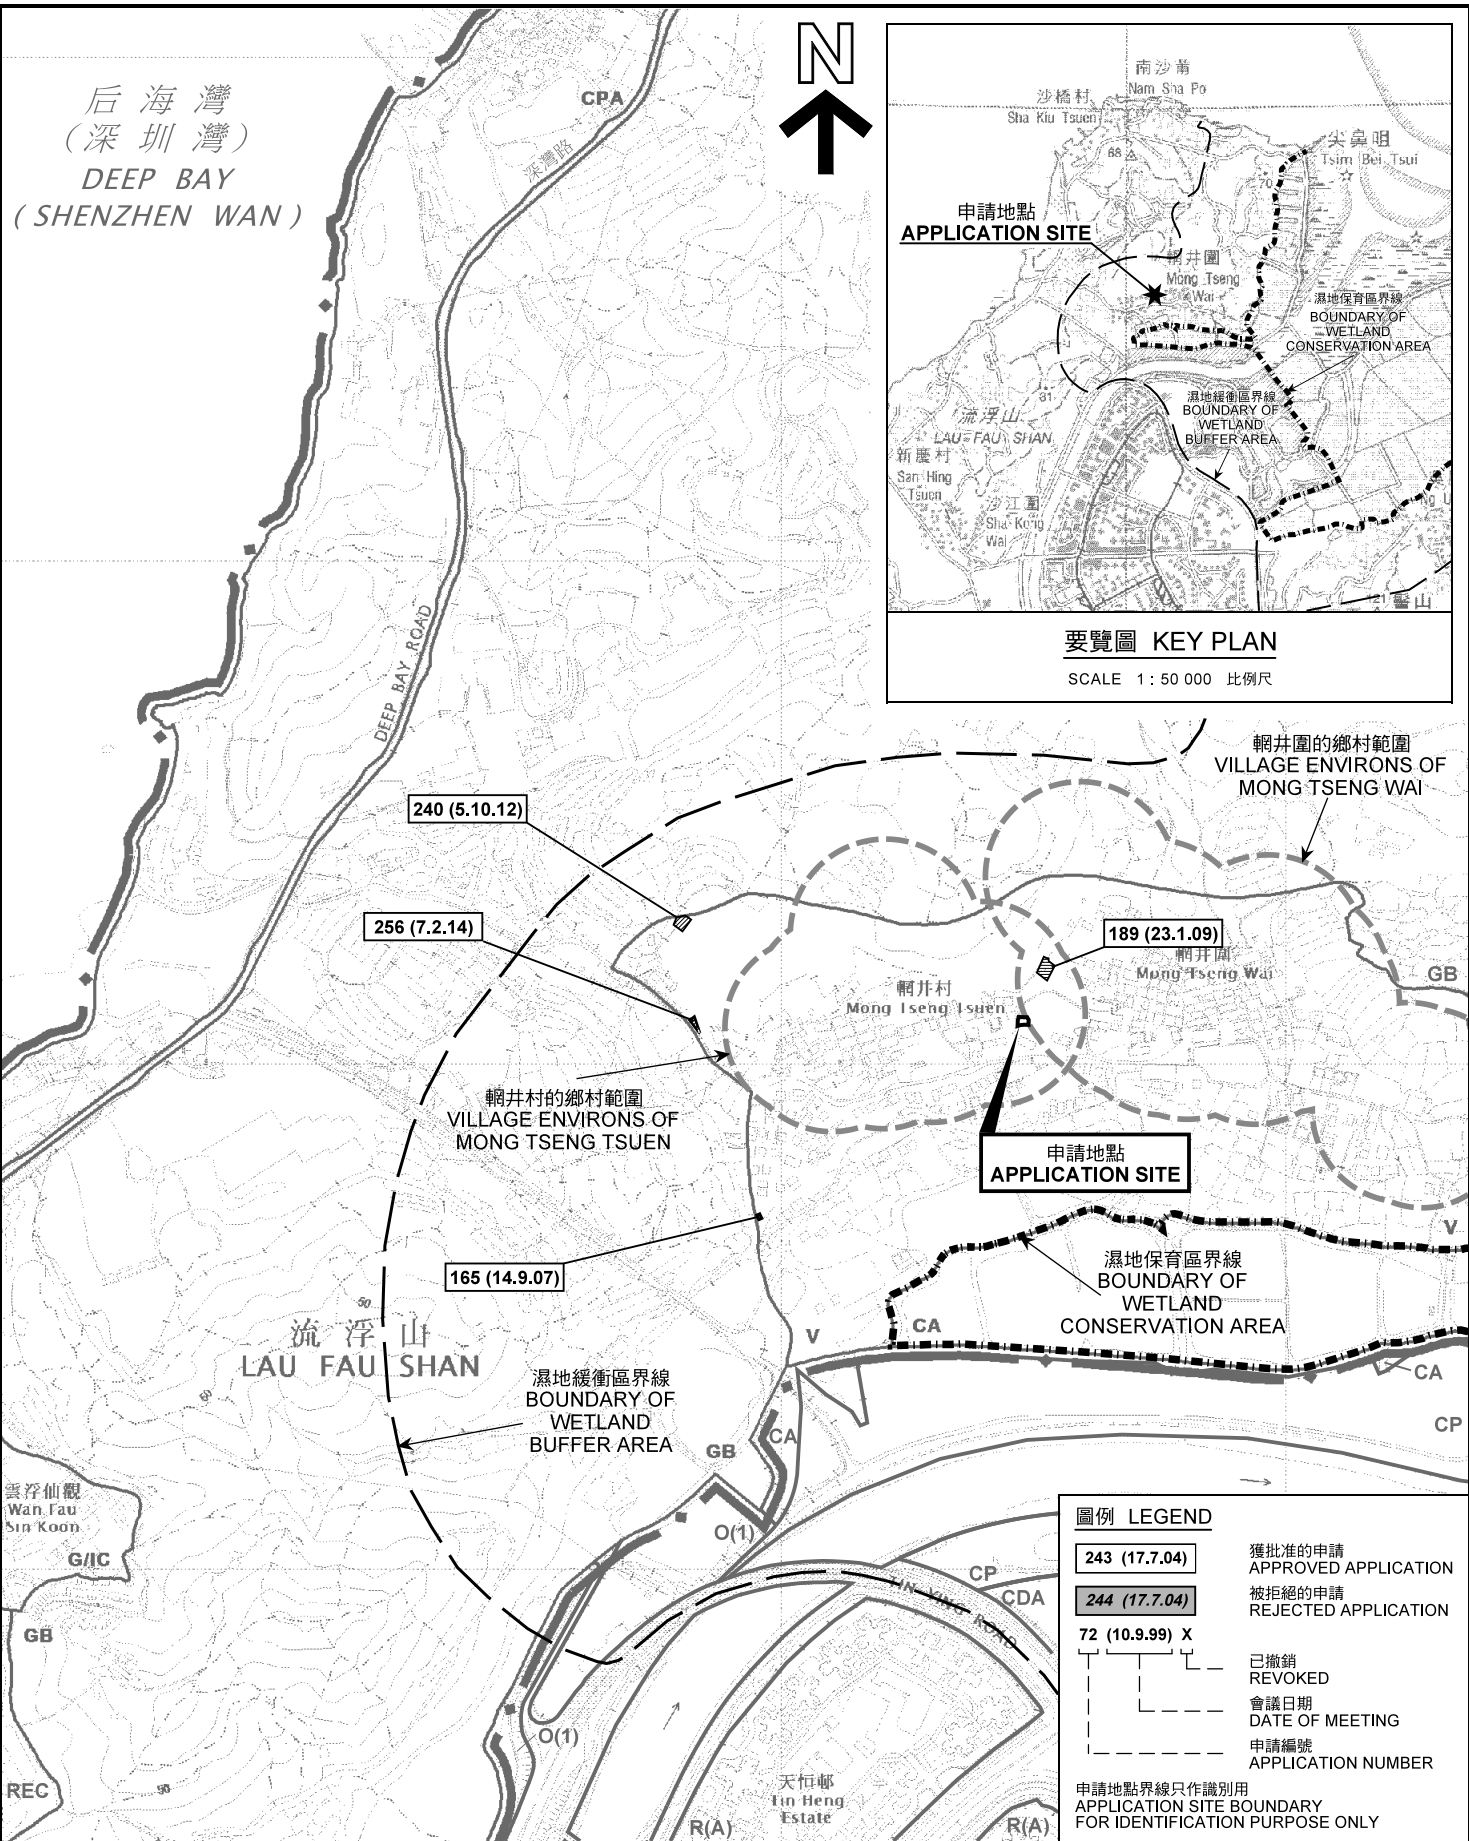 后 海 灣
(深 圳 灣)
DEEP BAY
( SHENZHEN WAN )
CPA
深灣路
N
南沙莆
Nam Sha Po
沙橋村
Sha Kiu Tsuen
68
尖鼻咀
Tsim Bei Tsui
70
申請地點
APPLICATION SITE
輞井圍
Mong Tseng
Wai
濕地保育區界線
BOUNDARY OF
WETLAND
CONSERVATION AREA
濕地緩衝區界線
BOUNDARY OF
WETLAND
BUFFER AREA
31
流浮山
LAU FAU SHAN
新慶村
San Hing
Tsuen
沙江圍
Sha Kong
Wai
121
要覽圖 KEY PLAN
SCALE 1 : 50 000 比例尺
DEEP BAY ROAD
輞井圍的鄉村範圍
VILLAGE ENVIRONS OF
MONG TSENG WAI
240 (5.10.12)
256 (7.2.14)
189 (23.1.09)
輞井圍
Mong Tseng Wai
GB
輞井村
Mong Tseng Tsuen
輞井村的鄉村範圍
VILLAGE ENVIRONS OF
MONG TSENG TSUEN
申請地點
APPLICATION SITE
165 (14.9.07)
V
濕地保育區界線
BOUNDARY OF
WETLAND
CONSERVATION AREA
CA
V
50
流 浮 山
LAU FAU SHAN
50
濕地緩衝區界線
BOUNDARY OF
WETLAND
BUFFER AREA
CA
CP
GB
CA
雲浮仙觀
Wan Fau
Sin Koon
G/IC
O(1)
GB
CP
CDA
TIN YING ROAD
O(1)
REC
50
天恒邨
Tin Heng
Estate
R(A)
R(A)
圖例 LEGEND
243 (17.7.04)
獲批准的申請
APPROVED APPLICATION
244 (17.7.04)
被拒絕的申請
REJECTED APPLICATION
72 (10.9.99) X
已撤銷
REVOKED
會議日期
DATE OF MEETING
申請編號
APPLICATION NUMBER
申請地點界線只作識別用
APPLICATION SITE BOUNDARY
FOR IDENTIFICATION PURPOSE ONLY